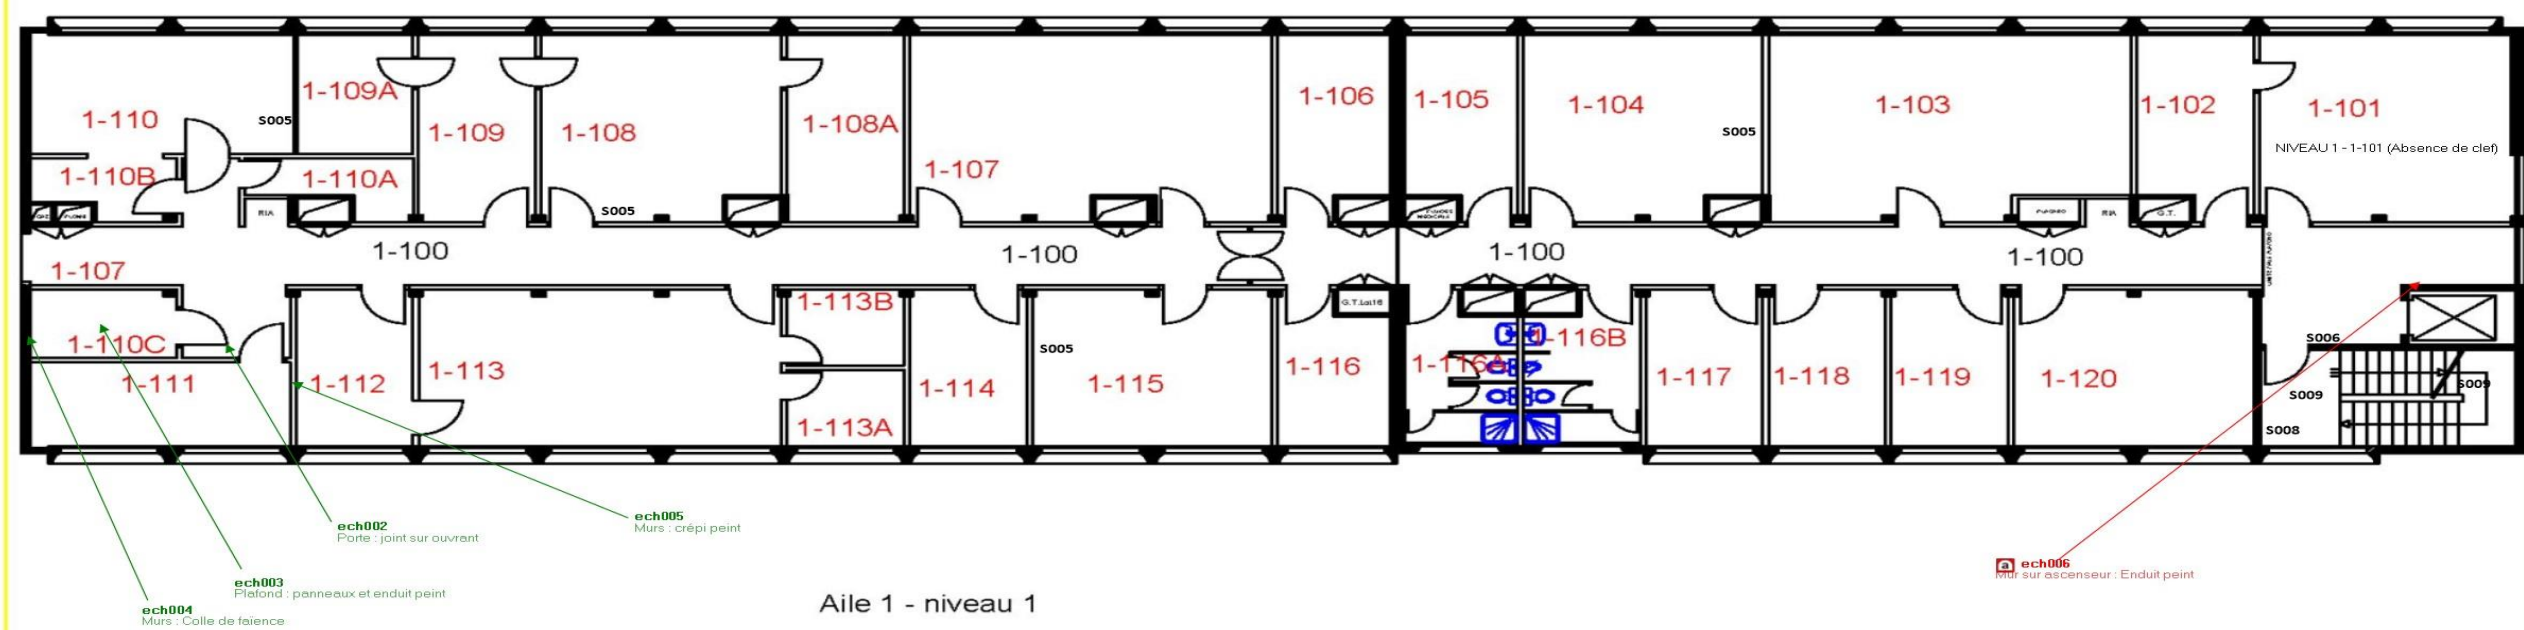 1-110
S005
1-109A
1-109
1-108
1-108A
1-107
1-106
1-105
1-104
S005
1-103
1-102
1-101
NIVEAU 1 - 1-101 (Absence de clef)
1-110B
1-110A
RIA
S005
RIA
G.T.
1-107
1-100
1-100
1-100
1-100
1-110C
1-111
1-112
1-113
1-113B
1-113A
1-114
S005
1-115
G.T.Lot16
1-116
1-116A
1-116B
1-117
1-118
1-119
1-120
S006
S009
S009
S008
ech005
Murs : crépi peint
ech002
Porte : joint sur ouvrant
ech003
Plafond : panneaux et enduit peint
ech004
Murs : Colle de faïence
a ech006
Mur sur ascenseur : Enduit peint
Aile 1 - niveau 1